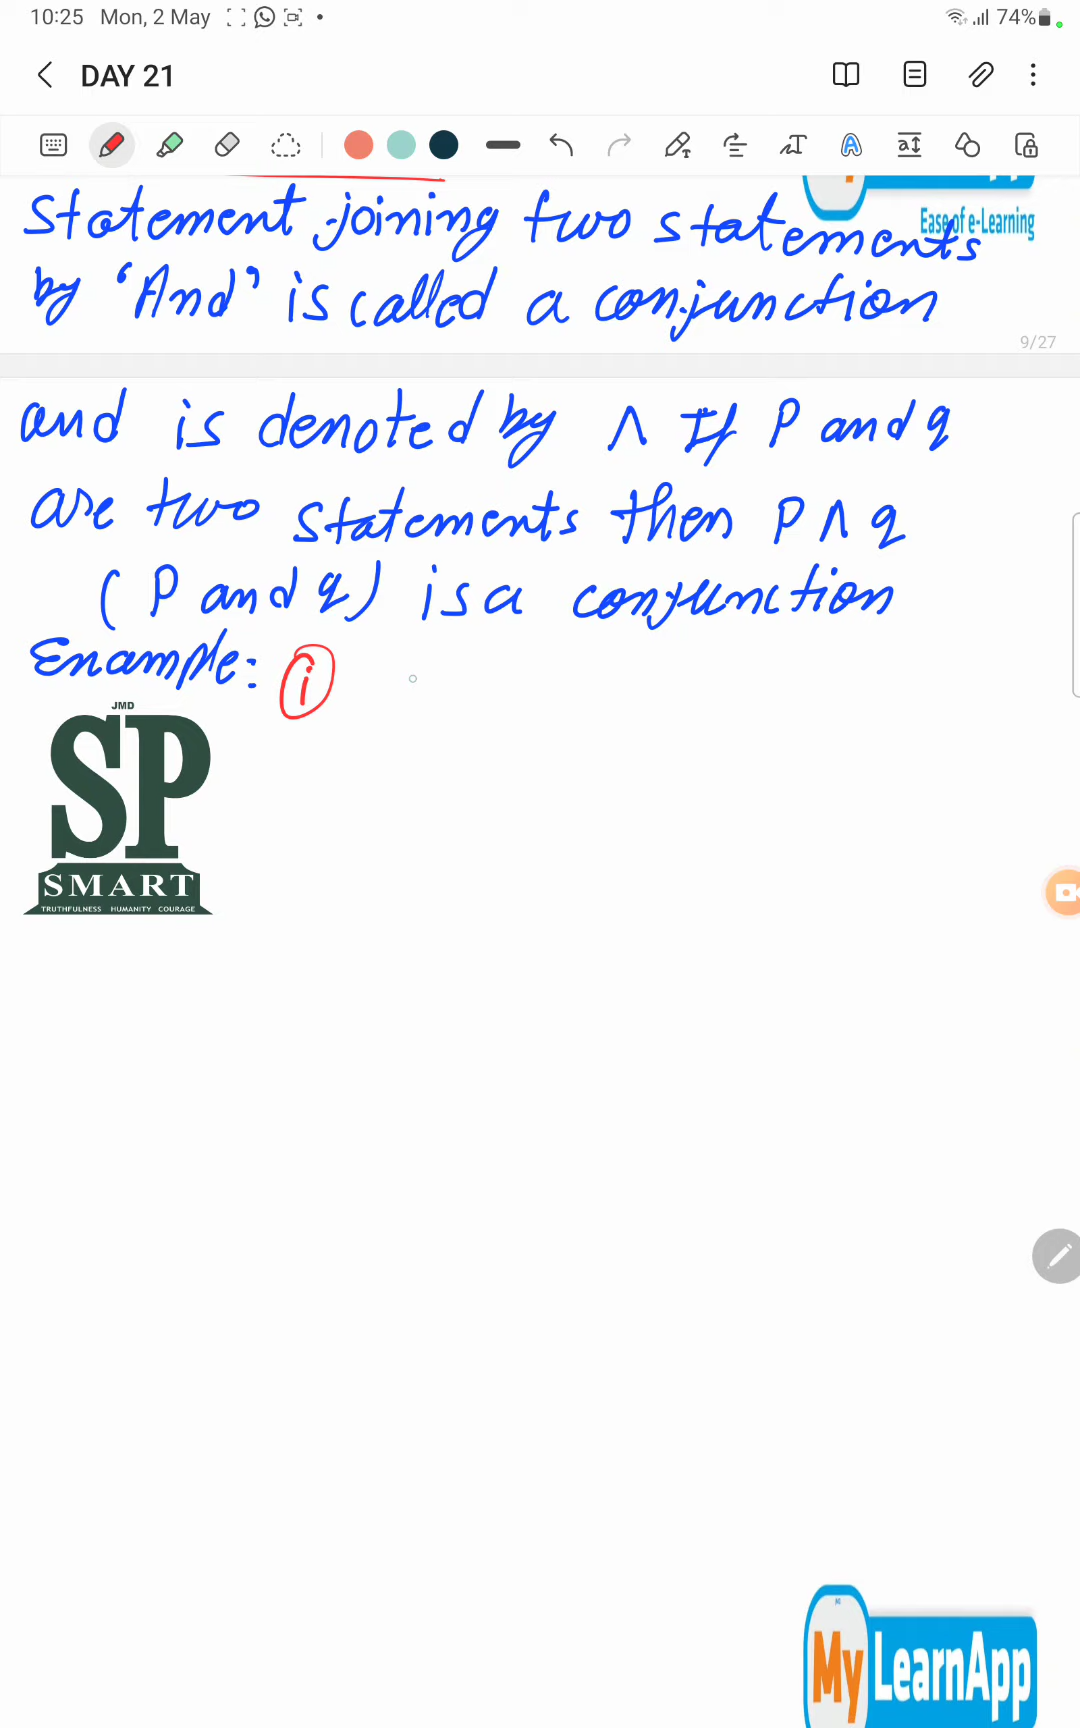 10:25 Mon, 2 May 74%
DAY 21
Statement joining two statements
Ease of e-Learning
by 'And' is called a conjunction
9/27
and is denoted by ∧ If P and q
are two statements then P ∧ q
(P and q) is a conjunction
Example: i
JMD
SP
SMART
TRUTHFULNESS HUMANITY COURAGE
My LearnApp